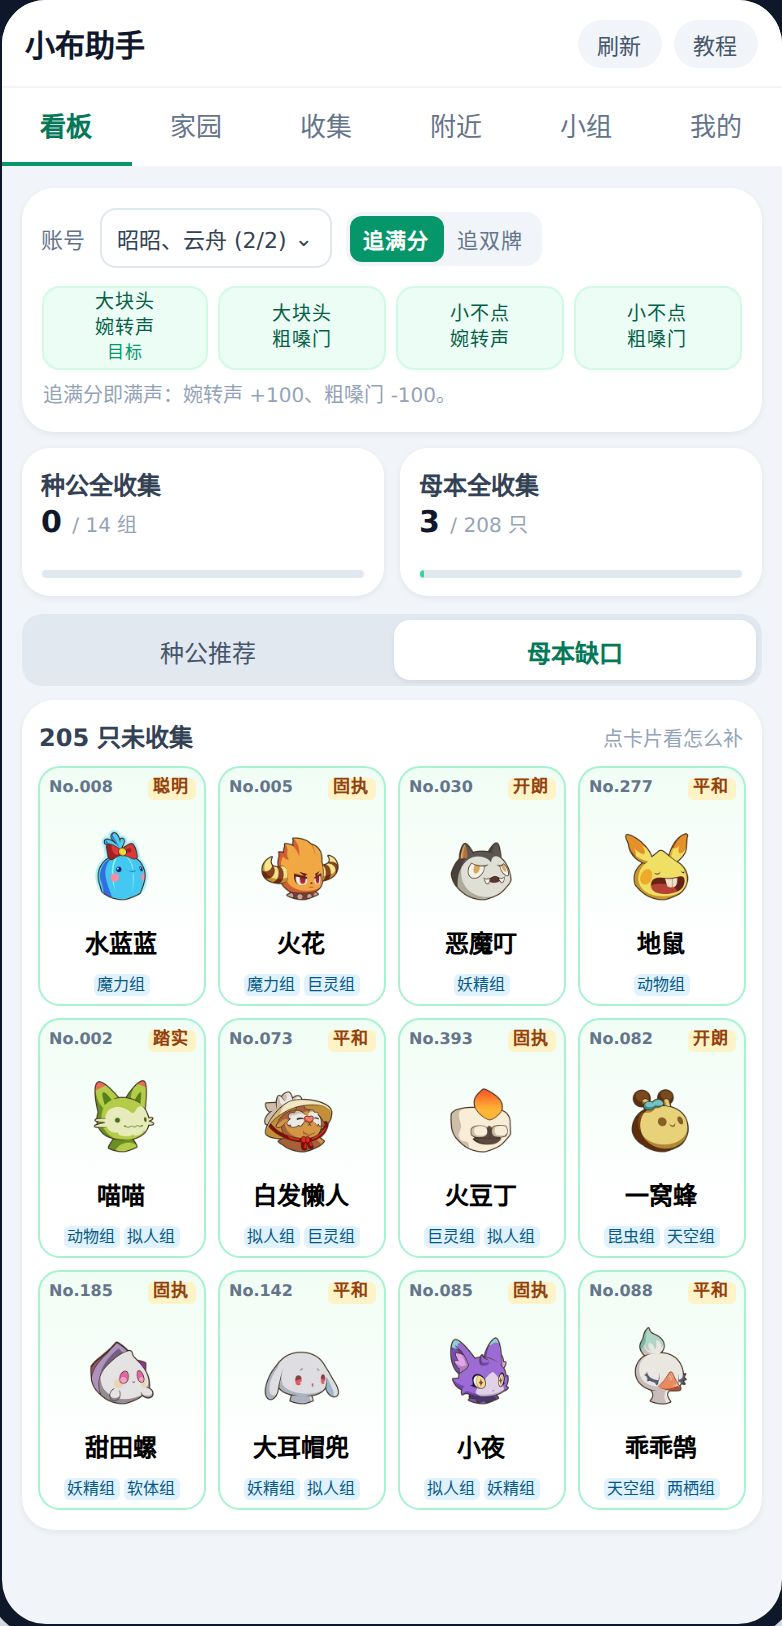 小布助手
刷新
教程
看板
家园
收集
附近
小组
我的
账号
昭昭、云舟 (2/2)
追满分
追双牌
大块头
婉转声
目标
大块头
粗嗓门
小不点
婉转声
小不点
粗嗓门
追满分即满声：婉转声 +100、粗嗓门 -100。
种公全收集
0 / 14 组
母本全收集
3 / 208 只
种公推荐
母本缺口
205 只未收集
点卡片看怎么补
No.008 聪明
水蓝蓝
魔力组
No.005 固执
火花
魔力组 巨灵组
No.030 开朗
恶魔叮
妖精组
No.277 平和
地鼠
动物组
No.002 踏实
喵喵
动物组 拟人组
No.073 平和
白发懒人
拟人组 巨灵组
No.393 固执
火豆丁
巨灵组 拟人组
No.082 开朗
一窝蜂
昆虫组 天空组
No.185 固执
甜田螺
妖精组 软体组
No.142 平和
大耳帽兜
妖精组 拟人组
No.085 固执
小夜
拟人组 妖精组
No.088 平和
乖乖鹄
天空组 两栖组